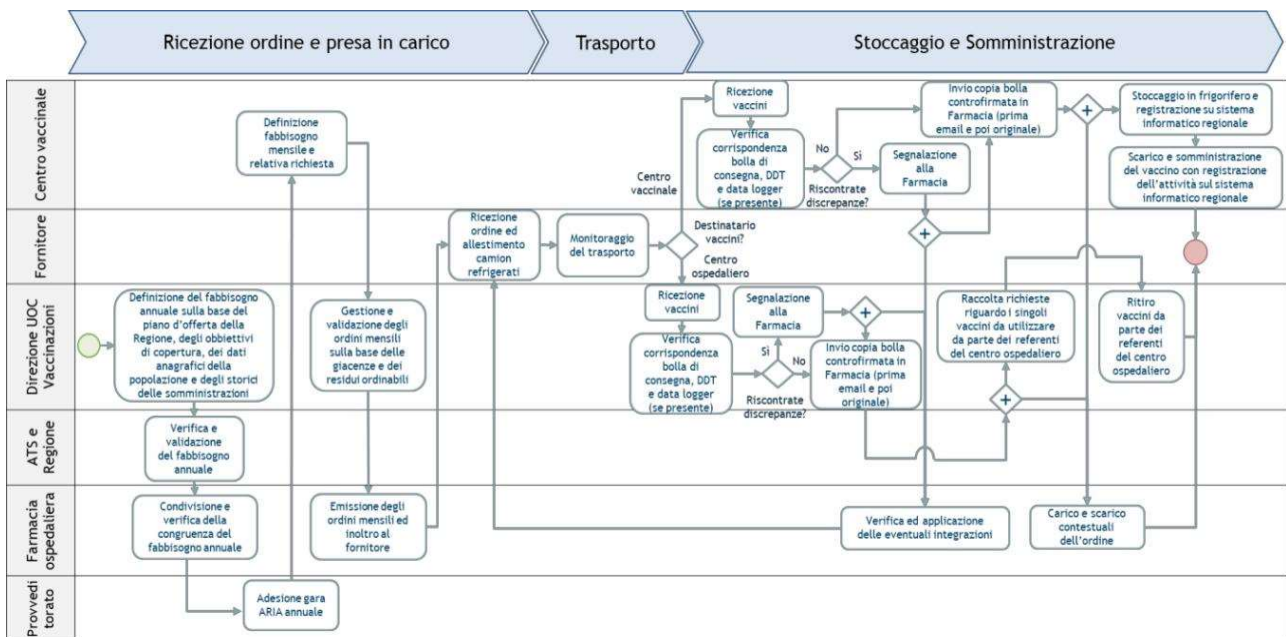 Ricezione ordine e presa in carico
Trasporto
Stoccaggio e Somministrazione
Centro vaccinale
Definizione
fabbisogno
mensile e
relativa richiesta
Centro
vaccinale
Ricezione
vaccini
Verifica
corrispondenza
bolla di
consegna, DDT
e data logger
(se presente)
No
Sì
Riscontrate
discrepanze?
Segnalazione
alla
Farmacia
Invio copia bolla
controfirmata in
Farmacia (prima
email e poi originale)
Stoccaggio in frigorifero e
registrazione su sistema
informatico regionale
Scarico e somministrazione
del vaccino con registrazione
dell'attività sul sistema
informatico regionale
Fornitore
Ricezione
ordine ed
allestimento
camion
refrigerati
Monitoraggio
del trasporto
Destinatario
vaccini?
Centro
ospedaliero
Direzione UOC
Vaccinazioni
Definizione del fabbisogno
annuale sulla base del
piano d'offerta della
Regione, degli obbiettivi
di copertura, dei dati
anagrafici della
popolazione e degli storici
delle somministrazioni
Gestione e
validazione degli
ordini mensili
sulla base delle
giacenze e dei
residui ordinabili
Ricezione
vaccini
Verifica
corrispondenza
bolla di
consegna, DDT
e data logger
(se presente)
Segnalazione
alla Farmacia
Sì
No
Riscontrate
discrepanze?
Invio copia bolla
controfirmata in
Farmacia (prima
email e poi
originale)
Raccolta richieste
riguardo i singoli
vaccini da utilizzare
da parte dei referenti
del centro ospedaliero
Ritiro
vaccini da
parte dei
referenti
del centro
ospedaliero
ATS e
Regione
Verifica e
validazione
del fabbisogno
annuale
Farmacia
ospedaliera
Condivisione e
verifica della
congruenza del
fabbisogno annuale
Emissione degli
ordini mensili ed
inoltro al
fornitore
Verifica ed applicazione
delle eventuali integrazioni
Carico e scarico
contestuali
dell'ordine
Provvedi
torato
Adesione gara
ARIA annuale